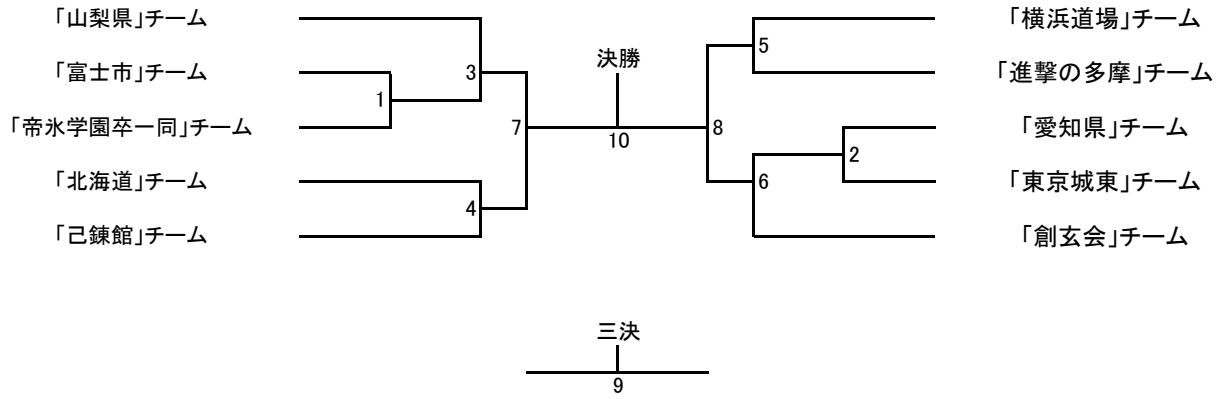 「山梨県」チーム
「富士市」チーム
「帝氷学園卒一同」チーム
「北海道」チーム
「己錬館」チーム
1
3
4
7
決勝
10
8
5
6
2
「横浜道場」チーム
「進撃の多摩」チーム
「愛知県」チーム
「東京城東」チーム
「創玄会」チーム
三決
9